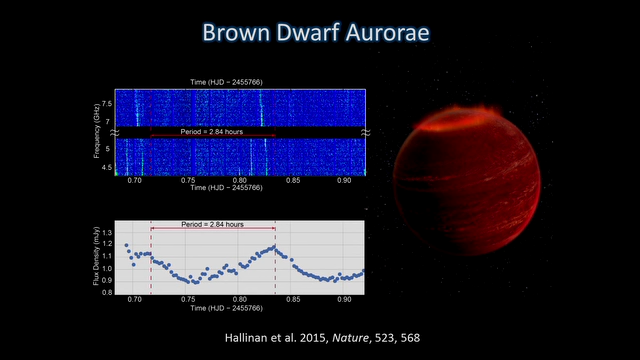 Brown Dwarf Aurorae
Time (HJD − 2455766)
Frequency (GHz)
7.5
7
Period = 2.84 hours
5
4.5
0.70 0.75 0.80 0.85 0.90
Time (HJD − 2455766)
Flux Density (mJy)
1.3
1.2
1.1
1.0
0.9
0.8
Period = 2.84 hours
0.70 0.75 0.80 0.85 0.90
Time (HJD − 2455766)
Hallinan et al. 2015, Nature, 523, 568